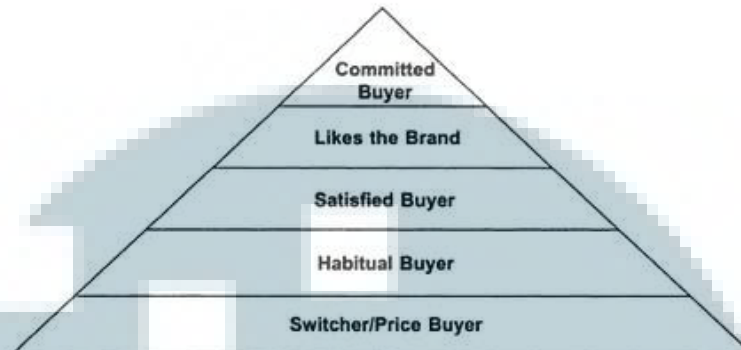 Committed
Buyer
Likes the Brand
Satisfied Buyer
Habitual Buyer
Switcher/Price Buyer